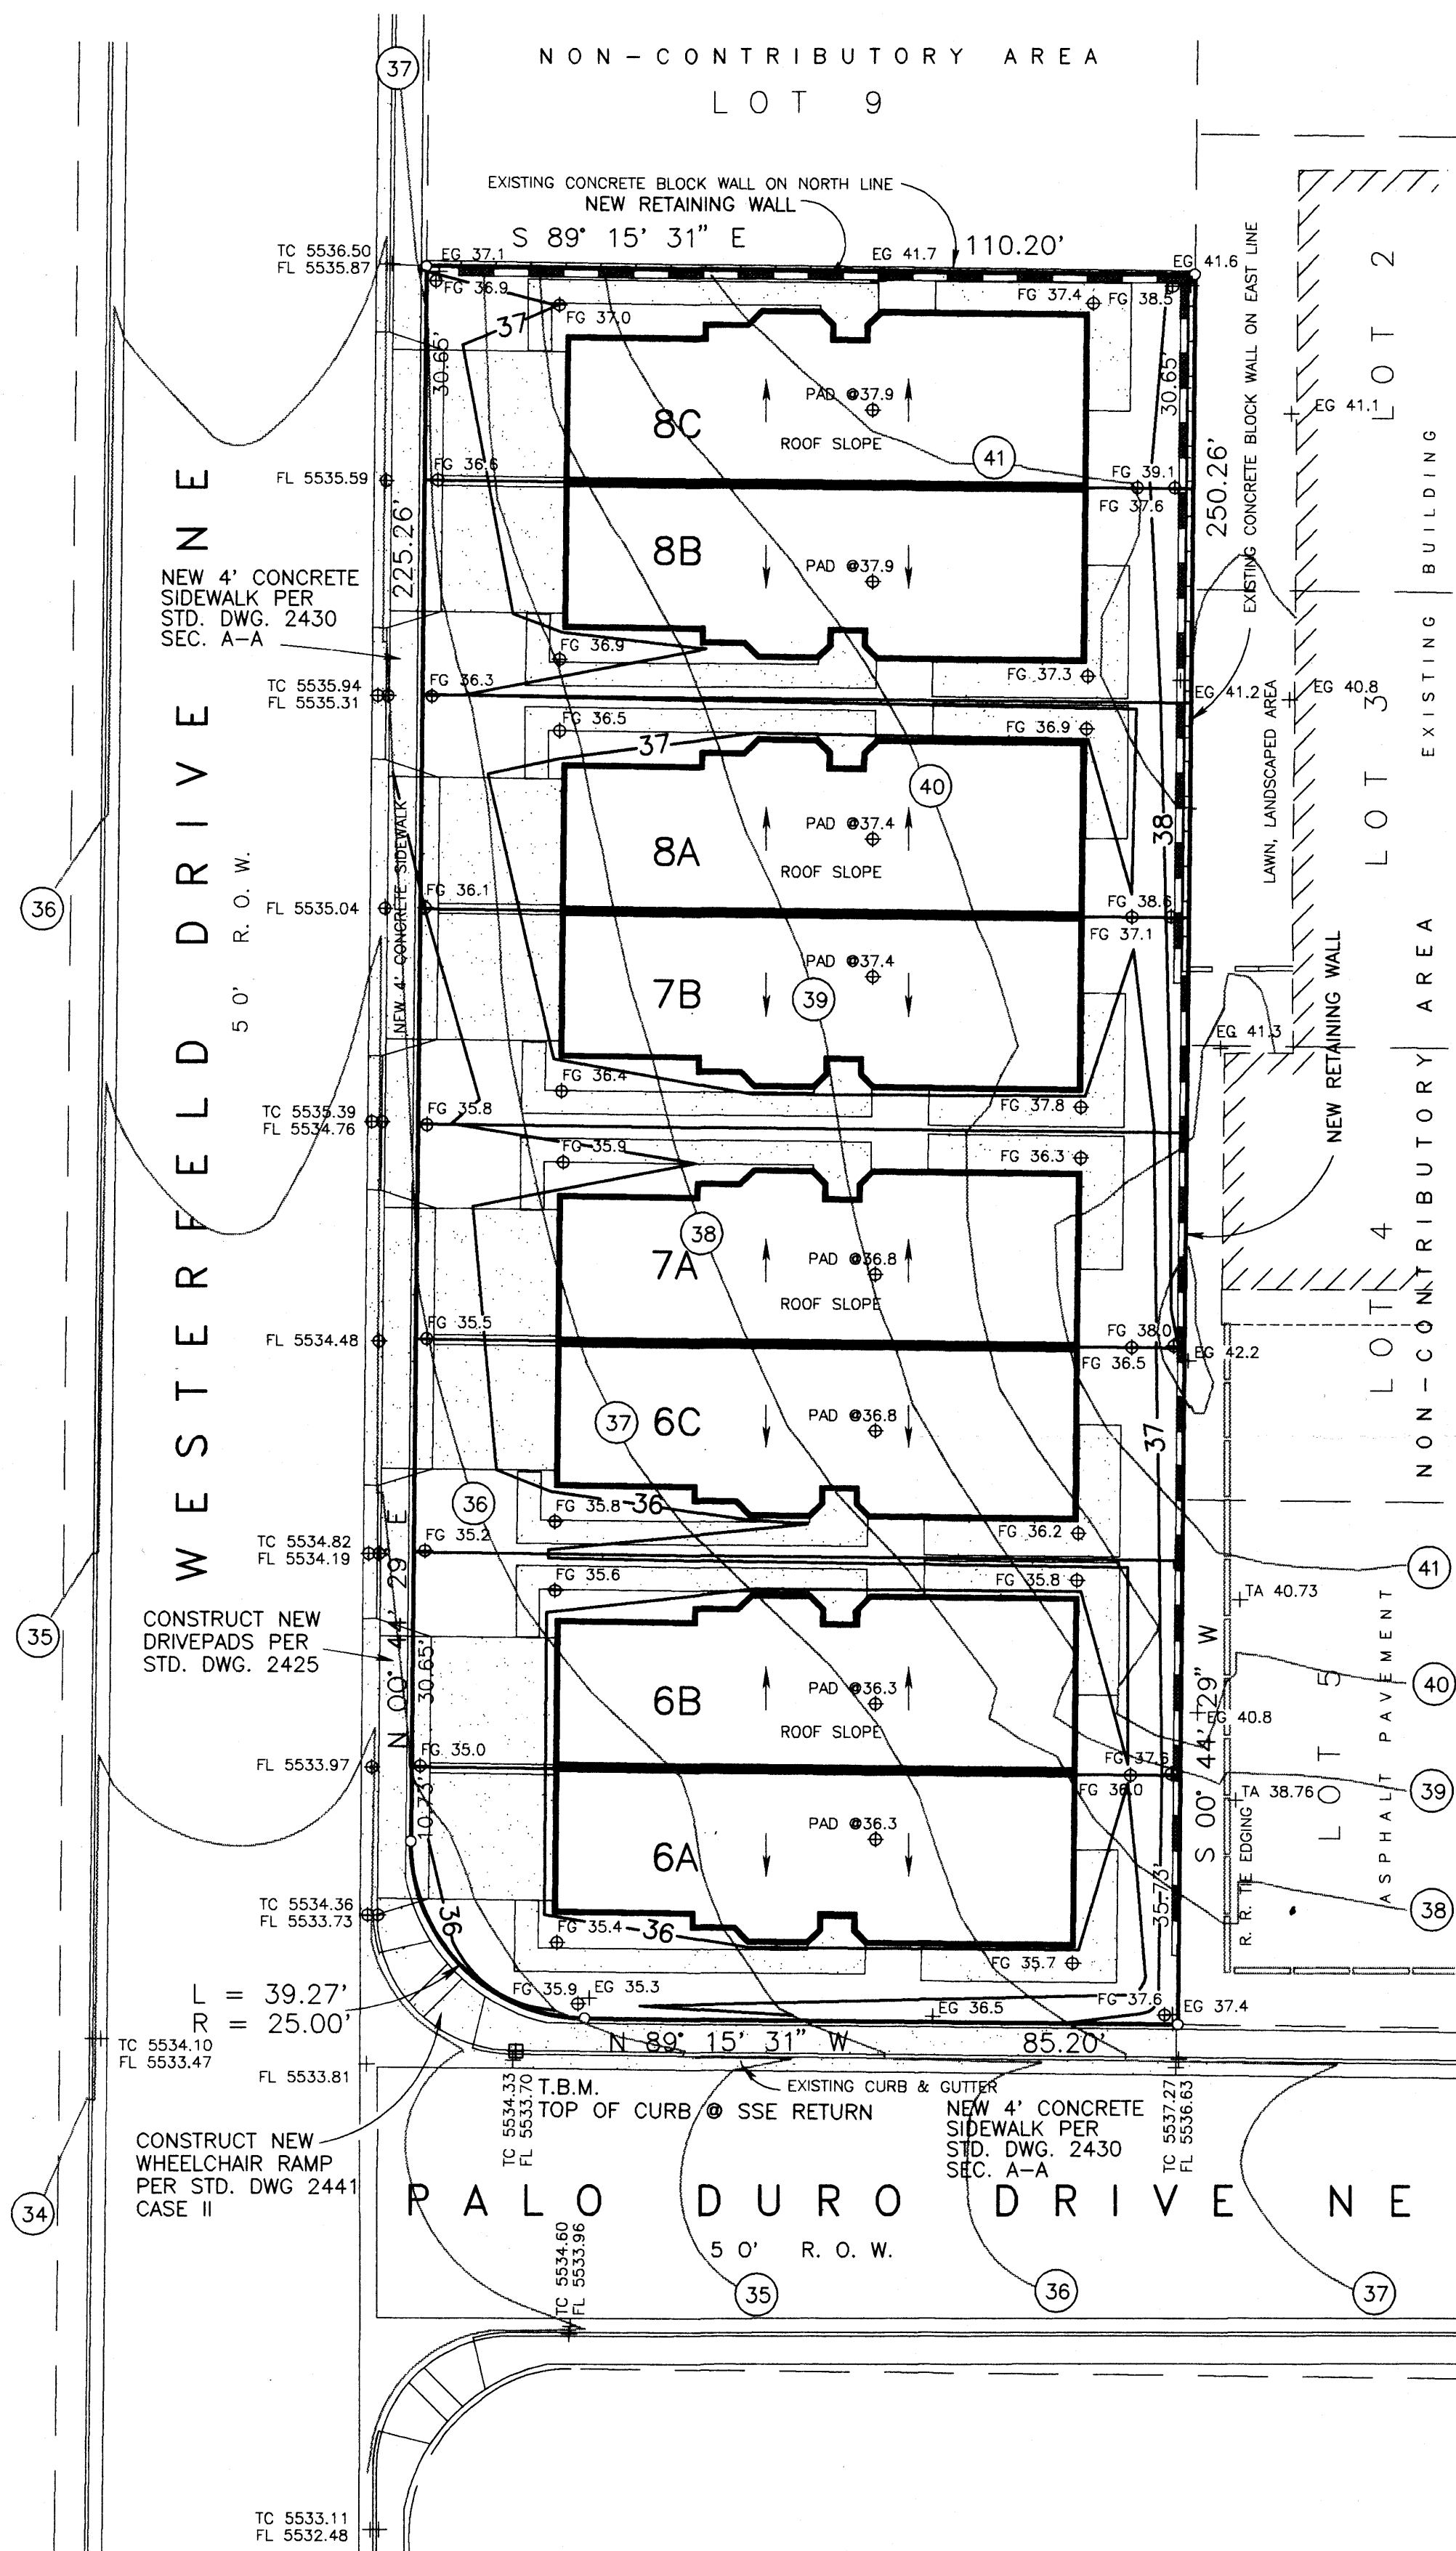 37
NON-CONTRIBUTORY AREA
LOT 9
EXISTING CONCRETE BLOCK WALL ON NORTH LINE
NEW RETAINING WALL
S 89° 15' 31" E
110.20'
TC 5536.50
FL 5535.87
EG 37.1
EG 41.7
EG 41.6
FG 36.9
FG 37.0
FG 37.4
FG 38.5
37
30.65'
30.65'
LOT 2
EXISTING CONCRETE BLOCK WALL ON EAST LINE
8C
PAD @37.9
ROOF SLOPE
EG 41.1
41
FL 5535.59
FG 36.6
FG 39.1
FG 37.6
225.26'
250.26'
8B
PAD @37.9
NEW 4' CONCRETE
SIDEWALK PER
STD. DWG. 2430
SEC. A-A
EXISTING BUILDING
FG 36.9
FG 37.3
TC 5535.94
FL 5535.31
FG 36.3
EG 41.2
EG 40.8
LAWN, LANDSCAPED AREA
LOT 3
FG 36.5
FG 36.9
37
40
38
NEW 4' CONCRETE SIDEWALK
8A
PAD @37.4
ROOF SLOPE
WESTERFELD DRIVE NE
50' R.O.W.
36
FL 5535.04
FG 36.1
FG 38.6
FG 37.1
7B
PAD @37.4
39
NEW RETAINING WALL
EG 41.3
NON-CONTRIBUTORY AREA
FG 36.4
FG 37.8
TC 5535.39
FL 5534.76
FG 35.8
FG 35.9
FG 36.3
38
7A
PAD @36.8
ROOF SLOPE
LOT 4
FL 5534.48
FG 35.5
FG 38.0
FG 36.5
EG 42.2
37
6C
PAD @36.8
37
36
FG 35.8
36
FG 36.2
TC 5534.82
FL 5534.19
FG 35.2
N 00° 44' 29" E
FG 35.6
FG 35.8
41
TA 40.73
35
CONSTRUCT NEW
DRIVEPADS PER
STD. DWG. 2425
30.65'
6B
PAD @36.3
ROOF SLOPE
S 00° 44' 29" W
EG 40.8
40
LOT 5
ASPHALT PAVEMENT
FL 5533.97
FG 35.0
FG 37.6
FG 36.0
TA 38.76
39
10.73'
6A
PAD @36.3
R. R. TIE EDGING
35.73'
38
TC 5534.36
FL 5533.73
36
FG 35.4
36
FG 35.7
L = 39.27'
R = 25.00'
FG 35.9
EG 35.3
EG 36.5
FG 37.6
EG 37.4
TC 5534.10
FL 5533.47
N 89° 15' 31" W
85.20'
FL 5533.81
TC 5534.33
FL 5533.70
T.B.M.
TOP OF CURB @ SSE RETURN
EXISTING CURB & GUTTER
NEW 4' CONCRETE
SIDEWALK PER
STD. DWG. 2430
SEC. A-A
TC 5537.27
FL 5536.63
CONSTRUCT NEW
WHEELCHAIR RAMP
PER STD. DWG 2441
CASE II
34
PALO DURO DRIVE NE
50' R.O.W.
TC 5534.60
FL 5533.96
35
36
37
TC 5533.11
FL 5532.48